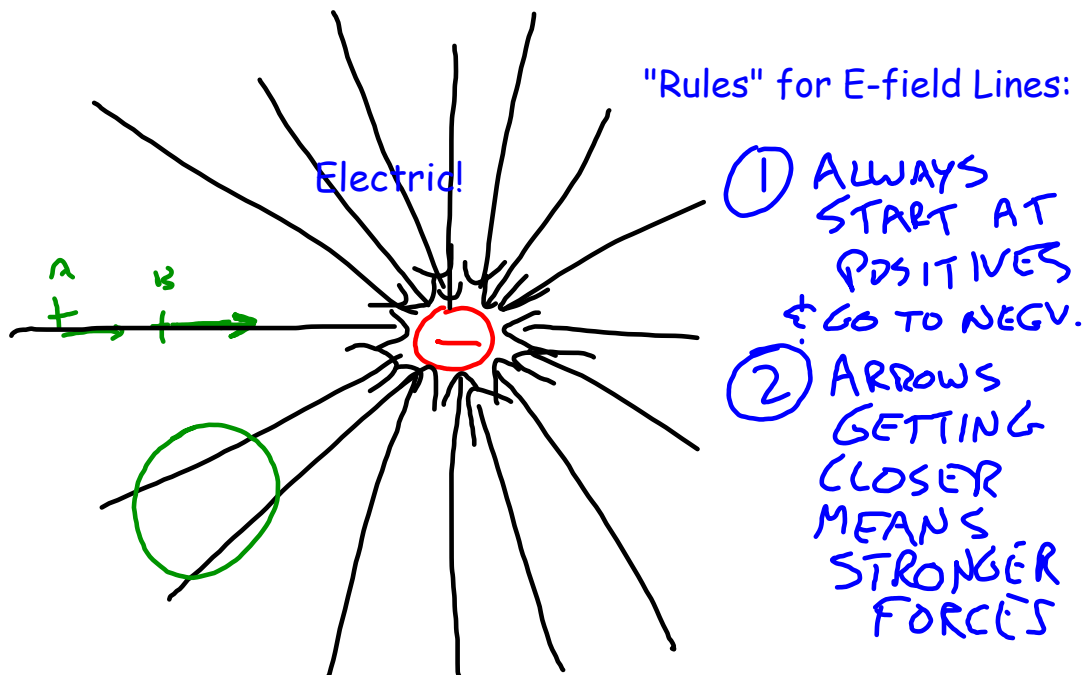 "Rules" for E-field Lines:
Electric!
① ALWAYS
START AT
POSITIVES
& GO TO NEGV.
② ARROWS
GETTING
CLOSER
MEANS
STRONGER
FORCES
A
B
−